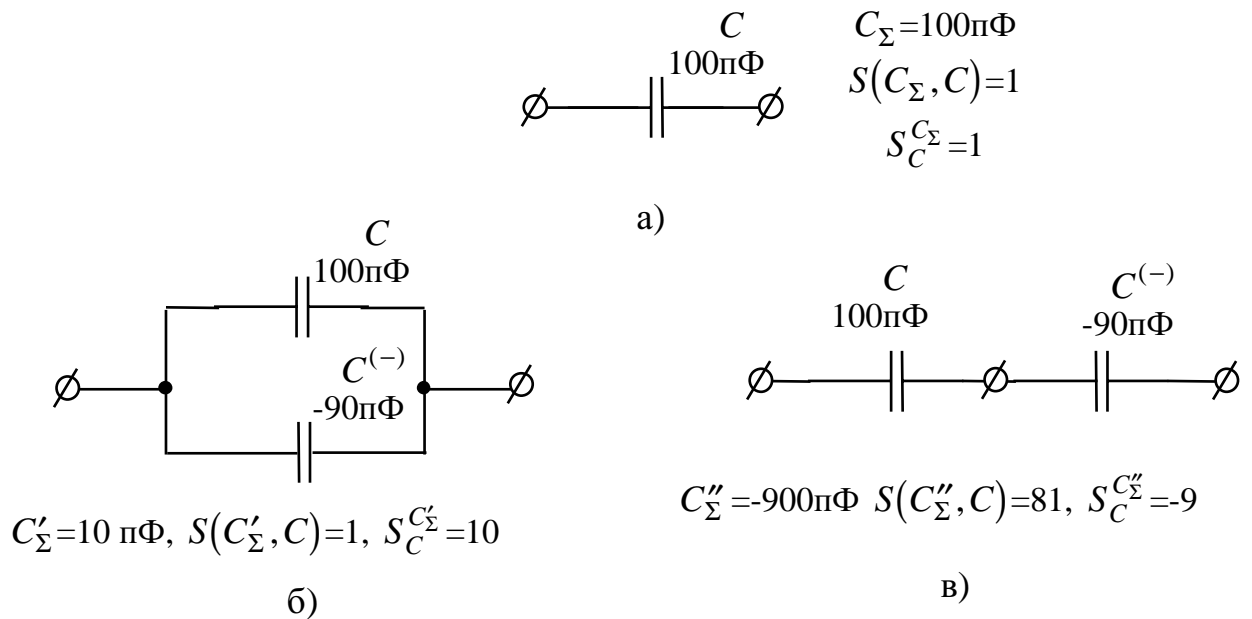 C
100пФ
C_Σ=100пФ
S(C_Σ,C)=1
S_C^{C_Σ}=1
а)
C
100пФ
C^{(−)}
-90пФ
C′_Σ=10 пФ, S(C′_Σ,C)=1, S_C^{C′_Σ}=10
б)
C
100пФ
C^{(−)}
-90пФ
C″_Σ=-900пФ S(C″_Σ,C)=81, S_C^{C″_Σ}=-9
в)